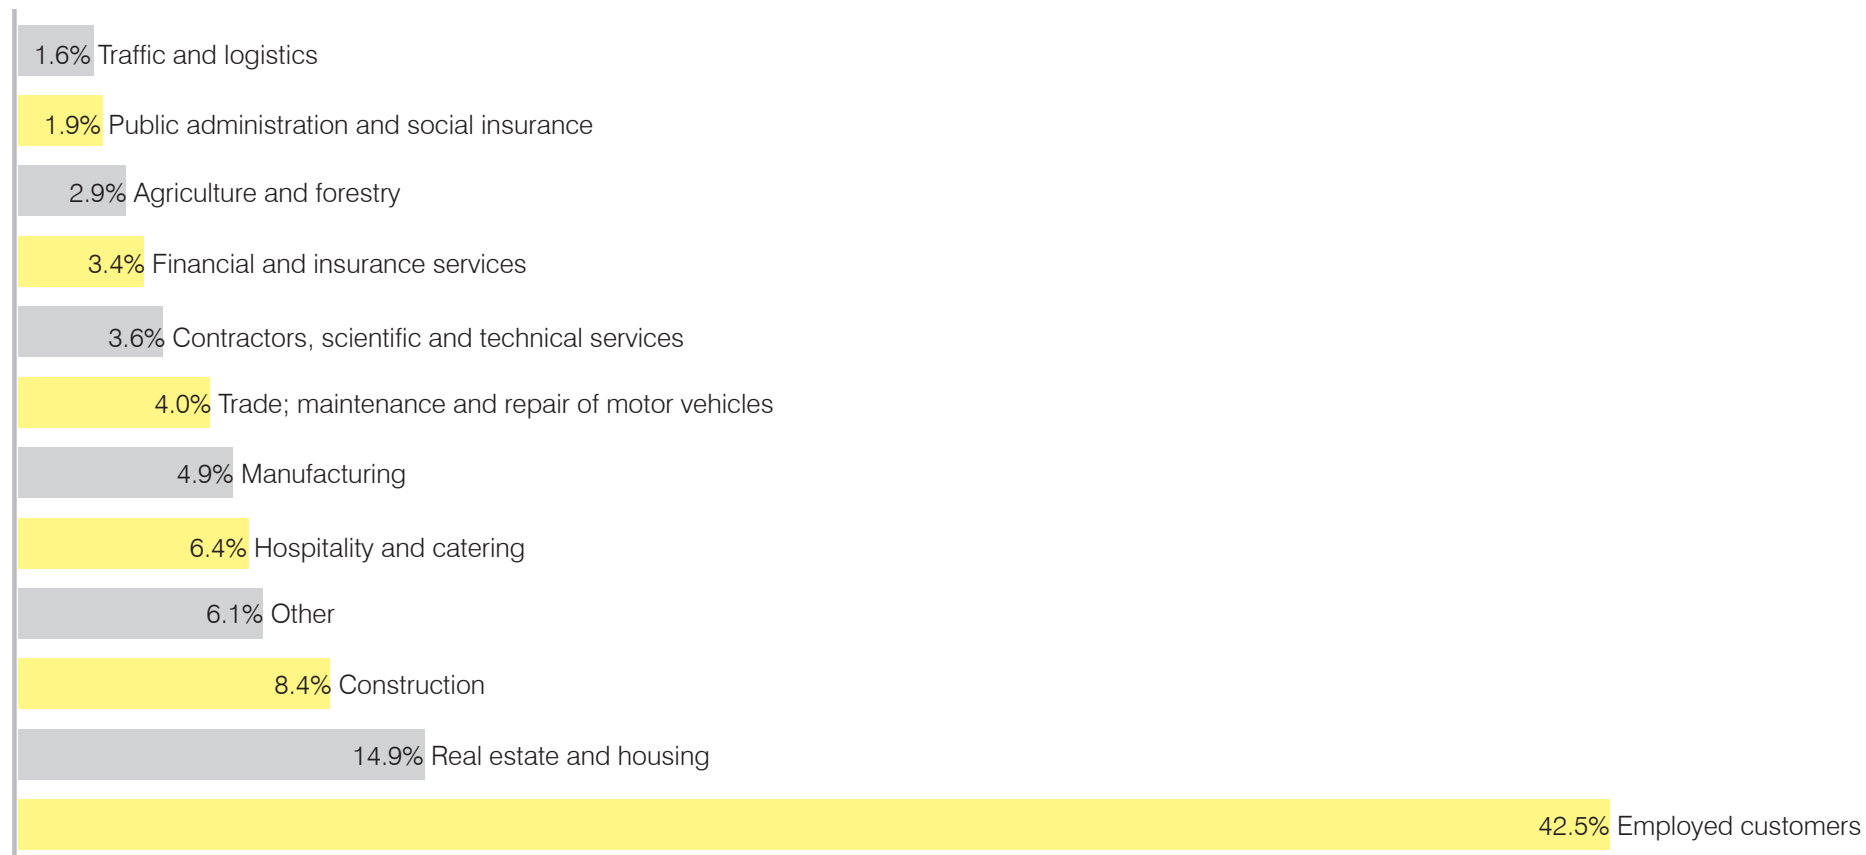 1.6% Traffic and logistics
1.9% Public administration and social insurance
2.9% Agriculture and forestry
3.4% Financial and insurance services
3.6% Contractors, scientific and technical services
4.0% Trade; maintenance and repair of motor vehicles
4.9% Manufacturing
6.4% Hospitality and catering
6.1% Other
8.4% Construction
14.9% Real estate and housing
42.5% Employed customers